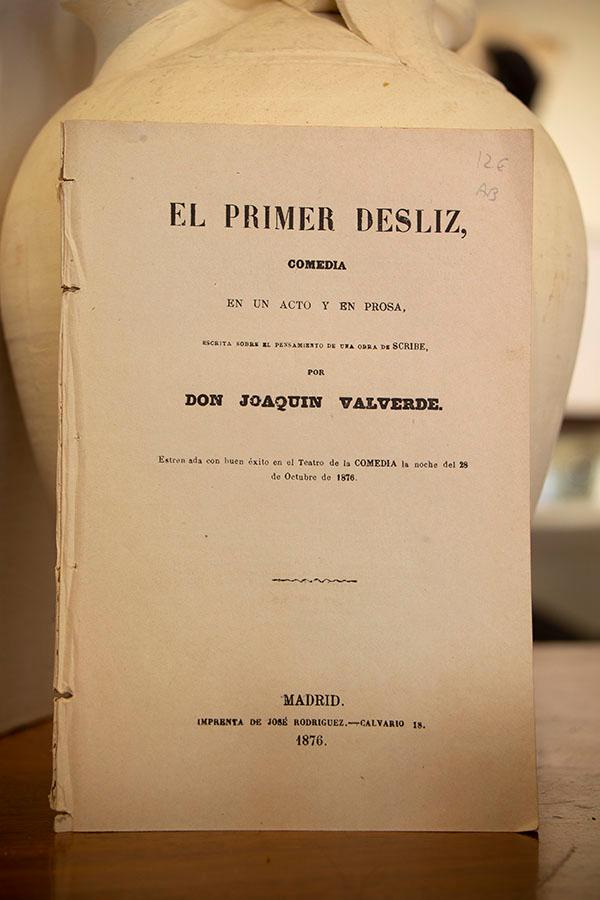 12€
AB
EL PRIMER DESLIZ,
COMEDIA
EN UN ACTO Y EN PROSA,
ESCRITA SOBRE EL PENSAMIENTO DE UNA OBRA DE SCRIBE,
POR
DON JOAQUIN VALVERDE.
Estrenada con buen éxito en el Teatro de la COMEDIA la noche del 28
de Octubre de 1876.
MADRID.
IMPRENTA DE JOSÉ RODRIGUEZ.—CALVARIO 18.
1876.